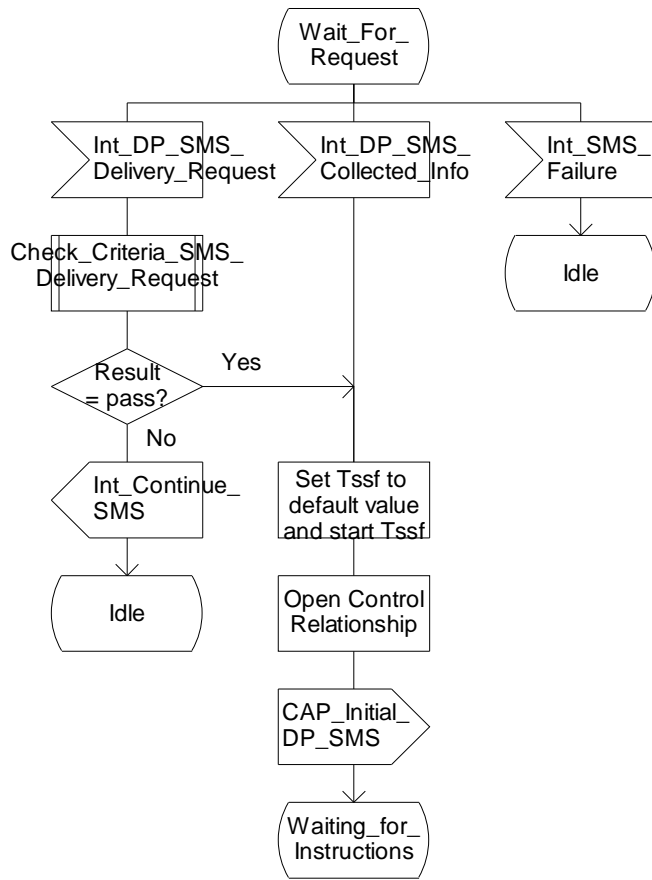 Wait_For_
Request
Int_DP_SMS_
Delivery_Request
Int_DP_SMS_
Collected_Info
Int_SMS_
Failure
Check_Criteria_SMS_
Delivery_Request
Idle
Result
= pass?
Yes
No
Int_Continue_
SMS
Set Tssf to
default value
and start Tssf
Idle
Open Control
Relationship
CAP_Initial_
DP_SMS
Waiting_for_
Instructions